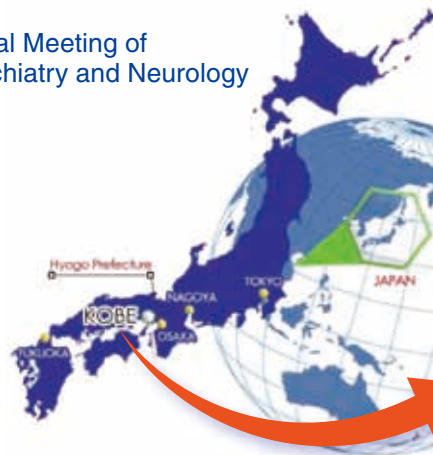 al Meeting of
chiatry and Neurology
Hyogo Prefecture
JAPAN
TOKYO
NAGOYA
KOBE
OSAKA
FUKUOKA